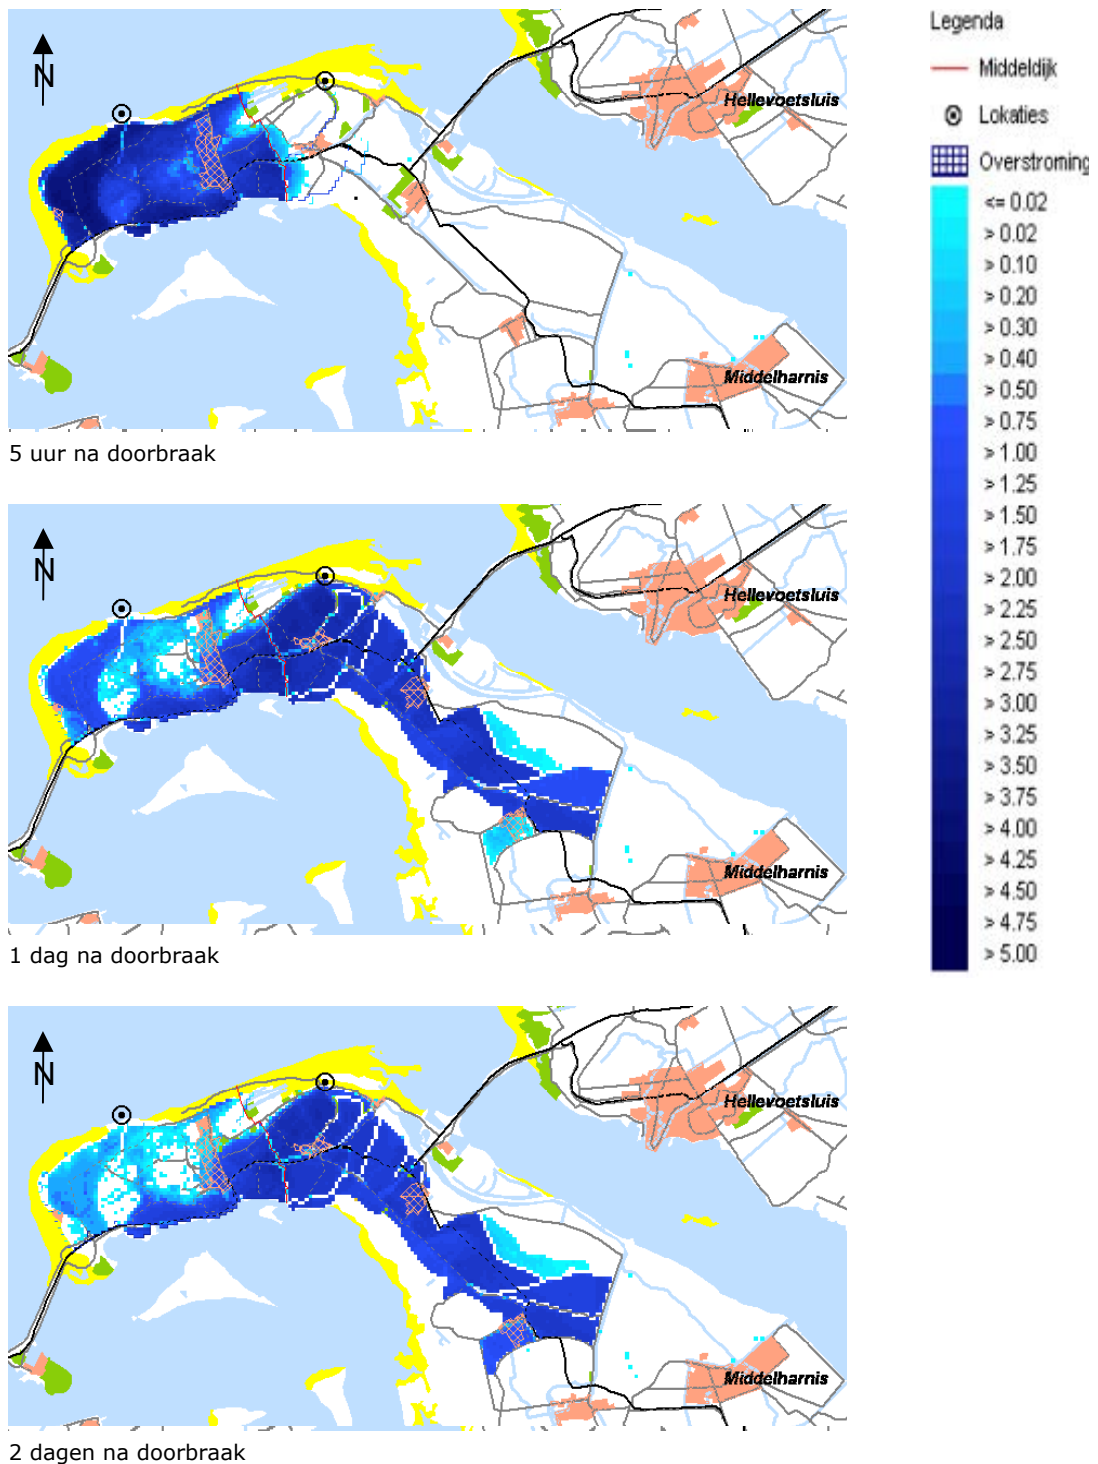 N
Hellevoetsluis
Middelharnis
5 uur na doorbraak
N
Hellevoetsluis
Middelharnis
1 dag na doorbraak
N
Hellevoetsluis
Middelharnis
2 dagen na doorbraak
Legenda
Middeldijk
Lokaties
Overstroming
<= 0.02
> 0.02
> 0.10
> 0.20
> 0.30
> 0.40
> 0.50
> 0.75
> 1.00
> 1.25
> 1.50
> 1.75
> 2.00
> 2.25
> 2.50
> 2.75
> 3.00
> 3.25
> 3.50
> 3.75
> 4.00
> 4.25
> 4.50
> 4.75
> 5.00